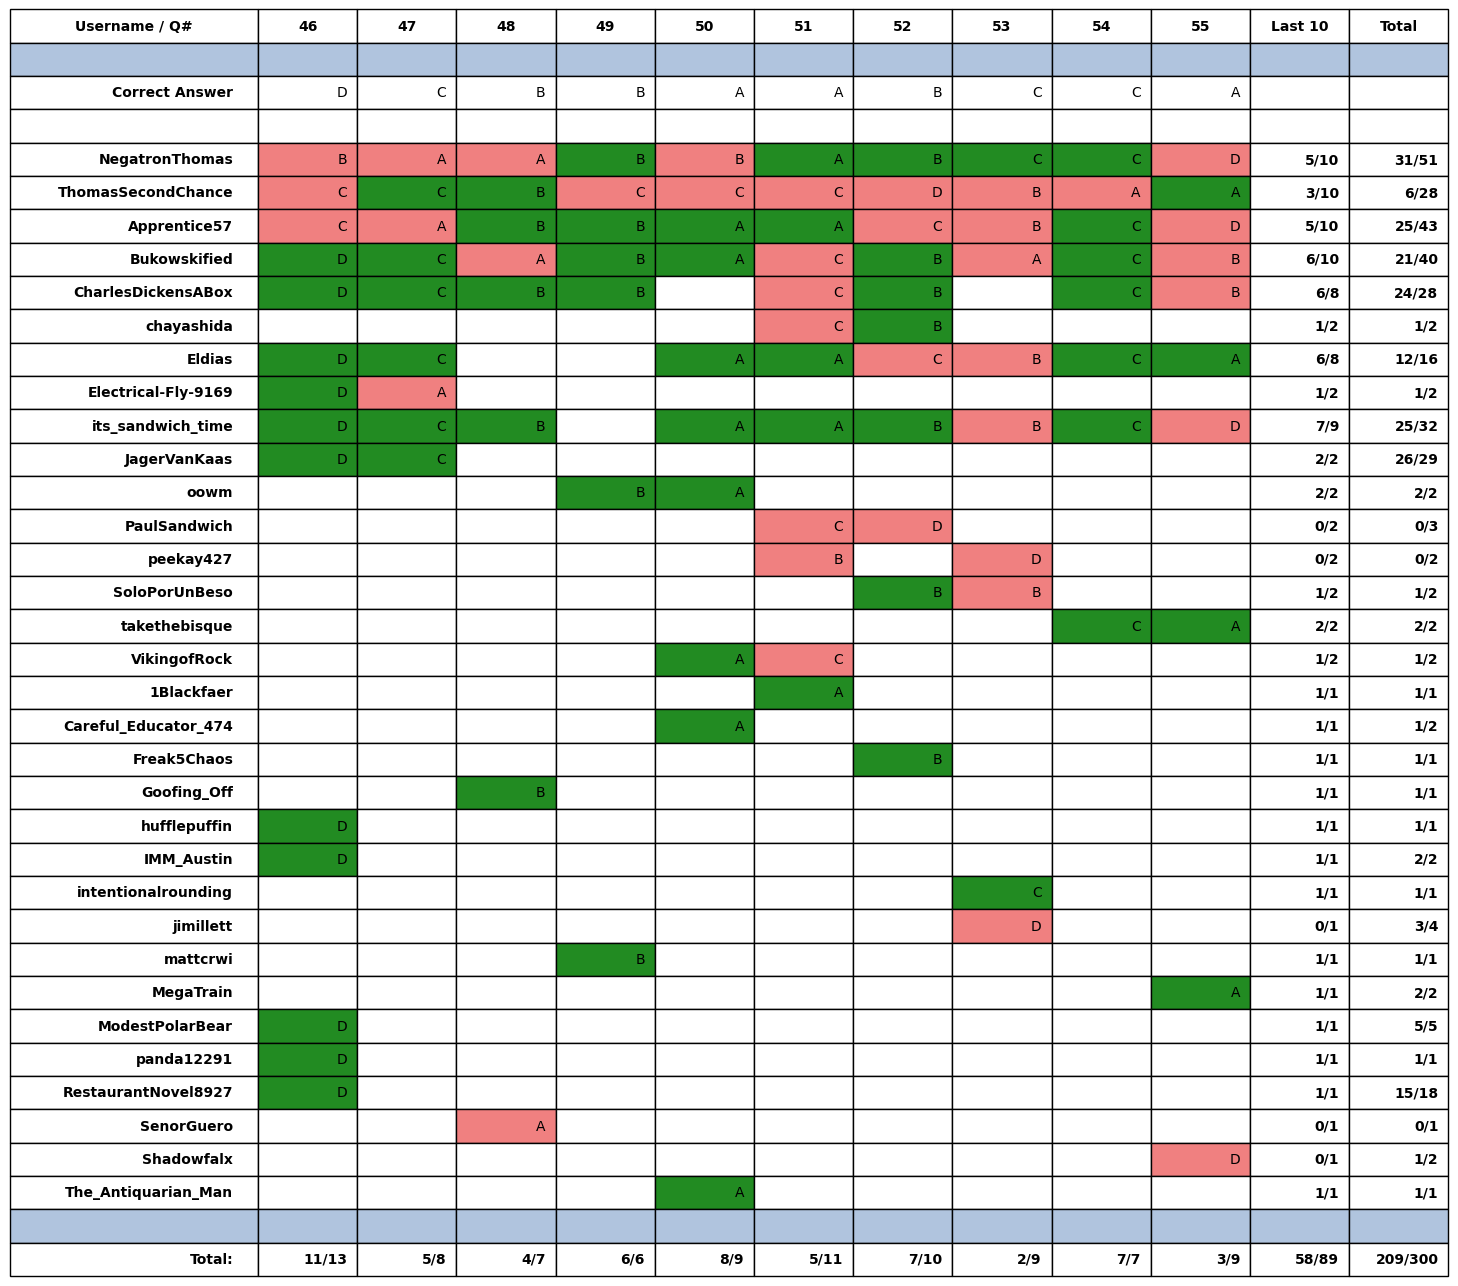 Username / Q# 46 47 48 49 50 51 52 53 54 55 Last 10 Total
Correct Answer D C B B A A B C C A
NegatronThomas B A A B B A B C C D 5/10 31/51
ThomasSecondChance C C B C C C D B A A 3/10 6/28
Apprentice57 C A B B A A C B C D 5/10 25/43
Bukowskified D C A B A C B A C B 6/10 21/40
CharlesDickensABox D C B B C B C B 6/8 24/28
chayashida C B 1/2 1/2
Eldias D C A A C B C A 6/8 12/16
Electrical-Fly-9169 D A 1/2 1/2
its_sandwich_time D C B A A B B C D 7/9 25/32
JagerVanKaas D C 2/2 26/29
oowm B A 2/2 2/2
PaulSandwich C D 0/2 0/3
peekay427 B D 0/2 0/2
SoloPorUnBeso B B 1/2 1/2
takethebisque C A 2/2 2/2
VikingofRock A C 1/2 1/2
1Blackfaer A 1/1 1/1
Careful_Educator_474 A 1/1 1/2
Freak5Chaos B 1/1 1/1
Goofing_Off B 1/1 1/1
hufflepuffin D 1/1 1/1
IMM_Austin D 1/1 2/2
intentionalrounding C 1/1 1/1
jimillett D 0/1 3/4
mattcrwi B 1/1 1/1
MegaTrain A 1/1 2/2
ModestPolarBear D 1/1 5/5
panda12291 D 1/1 1/1
RestaurantNovel8927 D 1/1 15/18
SenorGuero A 0/1 0/1
Shadowfalx D 0/1 1/2
The_Antiquarian_Man A 1/1 1/1
Total: 11/13 5/8 4/7 6/6 8/9 5/11 7/10 2/9 7/7 3/9 58/89 209/300